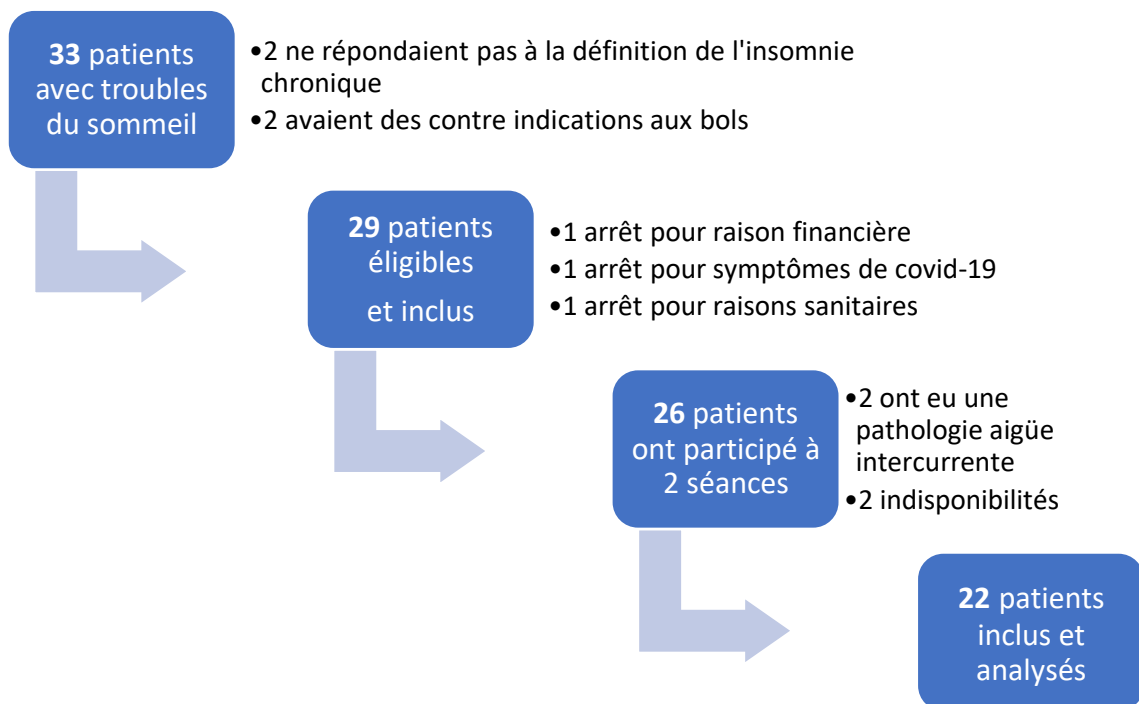 33 patients
avec troubles
du sommeil
•2 ne répondaient pas à la définition de l'insomnie
chronique
•2 avaient des contre indications aux bols
29 patients
éligibles
et inclus
•1 arrêt pour raison financière
•1 arrêt pour symptômes de covid-19
•1 arrêt pour raisons sanitaires
26 patients
ont participé à
2 séances
•2 ont eu une
pathologie aigüe
intercurrente
•2 indisponibilités
22 patients
inclus et
analysés